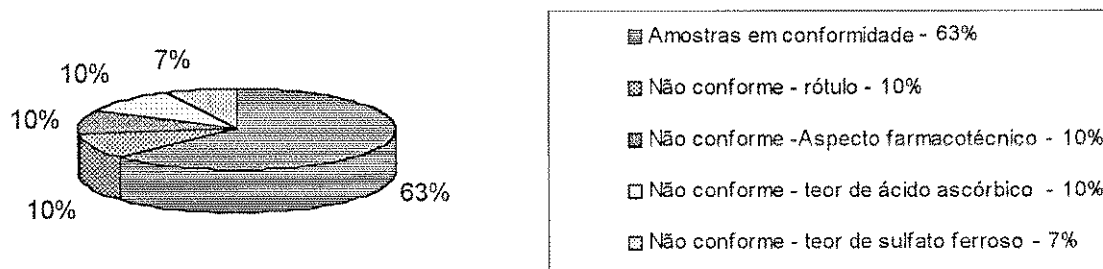 7%
10%
10%
10%
63%
Amostras em conformidade - 63%
Não conforme - rótulo - 10%
Não conforme -Aspecto farmacotécnico - 10%
Não conforme - teor de ácido ascórbico - 10%
Não conforme - teor de sulfato ferroso - 7%